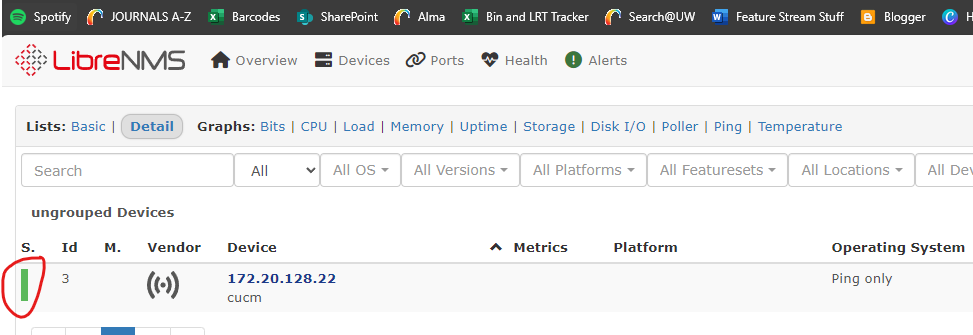 Spotify JOURNALS A-Z Barcodes SharePoint Alma Bin and LRT Tracker Search@UW Feature Stream Stuff Blogger
LibreNMS Overview Devices Ports Health Alerts
Lists: Basic | Detail Graphs: Bits | CPU | Load | Memory | Uptime | Storage | Disk I/O | Poller | Ping | Temperature
Search All All OS All Versions All Platforms All Featuresets All Locations All Dev
ungrouped Devices
S. Id M. Vendor Device Metrics Platform Operating System
3 172.20.128.22 Ping only
cucm